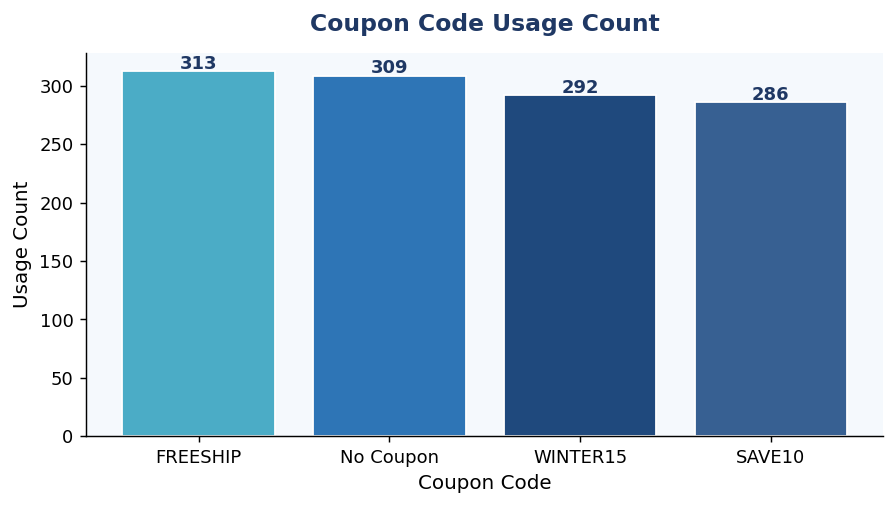 Coupon Code Usage Count
313
309
292
286
300
250
200
150
100
50
0
Usage Count
FREESHIP
No Coupon
WINTER15
SAVE10
Coupon Code